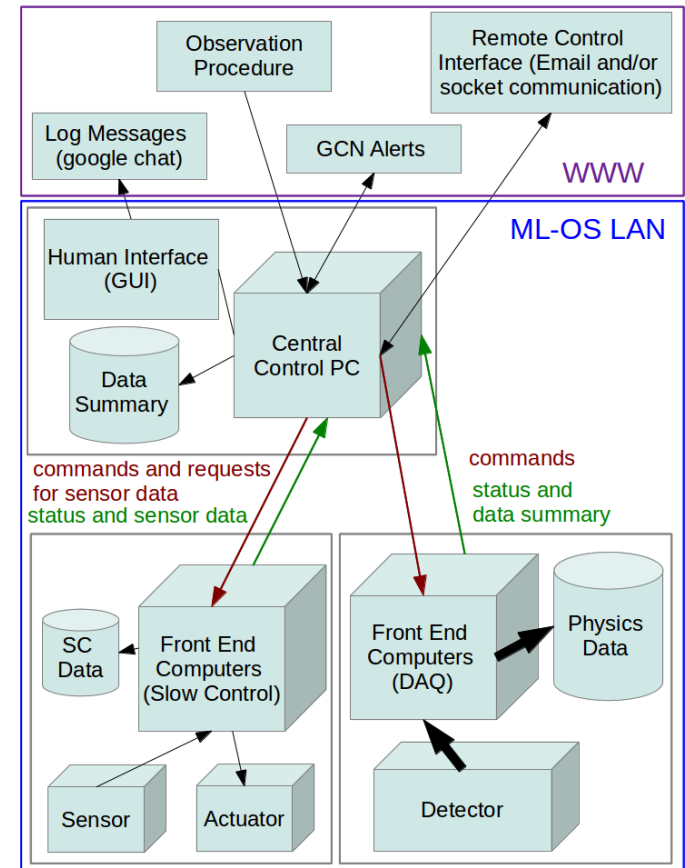 Observation
Procedure
Remote Control
Interface (Email and/or
socket communication)
Log Messages
(google chat)
GCN Alerts
WWW
ML-OS LAN
Human Interface
(GUI)
Central
Control PC
Data
Summary
commands and requests
for sensor data
status and sensor data
commands
status and
data summary
SC
Data
Front End
Computers
(Slow Control)
Front End
Computers
(DAQ)
Physics
Data
Sensor
Actuator
Detector